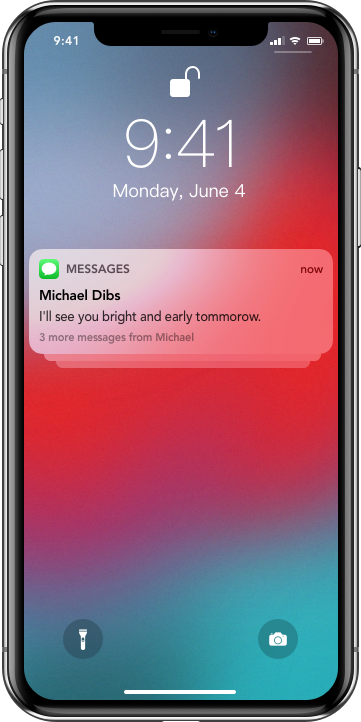 9:41
9:41
Monday, June 4
MESSAGES now
Michael Dibs
I'll see you bright and early tommorow.
3 more messages from Michael